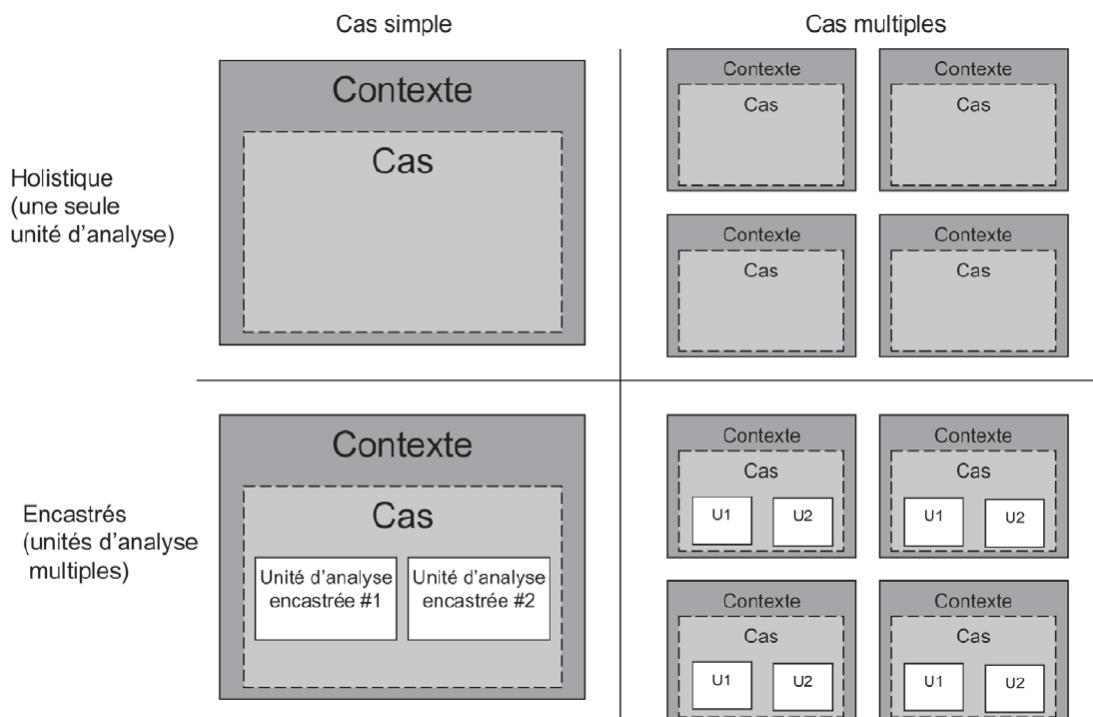 Cas simple
Cas multiples
Holistique
(une seule
unité d'analyse)
Contexte
Cas
Contexte
Cas
Contexte
Cas
Contexte
Cas
Contexte
Cas
Encastrés
(unités d'analyse
multiples)
Contexte
Cas
Unité d'analyse
encastrée #1
Unité d'analyse
encastrée #2
Contexte
Cas
U1
U2
Contexte
Cas
U1
U2
Contexte
Cas
U1
U2
Contexte
Cas
U1
U2